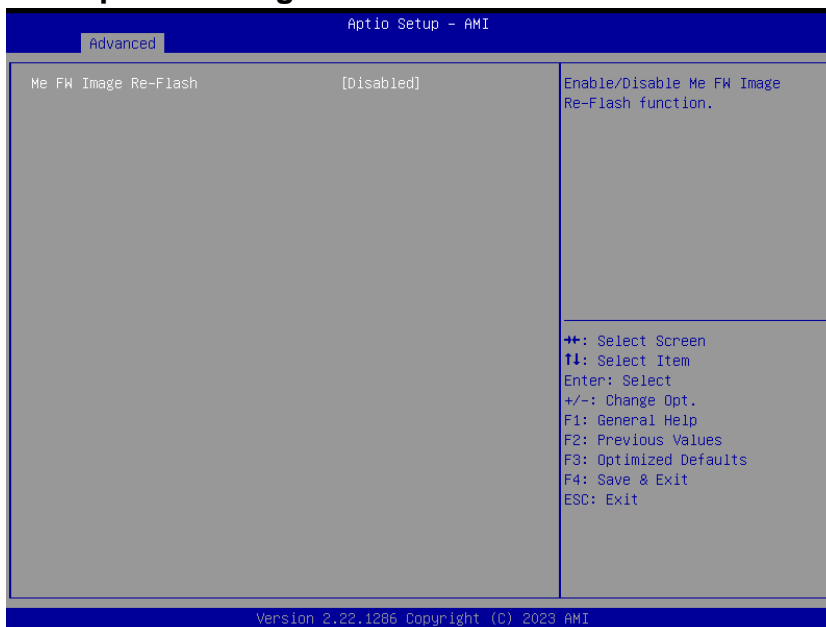 Aptio Setup - AMI
Advanced
Me FW Image Re-Flash [Disabled]
Enable/Disable Me FW Image
Re-Flash function.
→←: Select Screen
↑↓: Select Item
Enter: Select
+/-: Change Opt.
F1: General Help
F2: Previous Values
F3: Optimized Defaults
F4: Save & Exit
ESC: Exit
Version 2.22.1286 Copyright (C) 2023 AMI